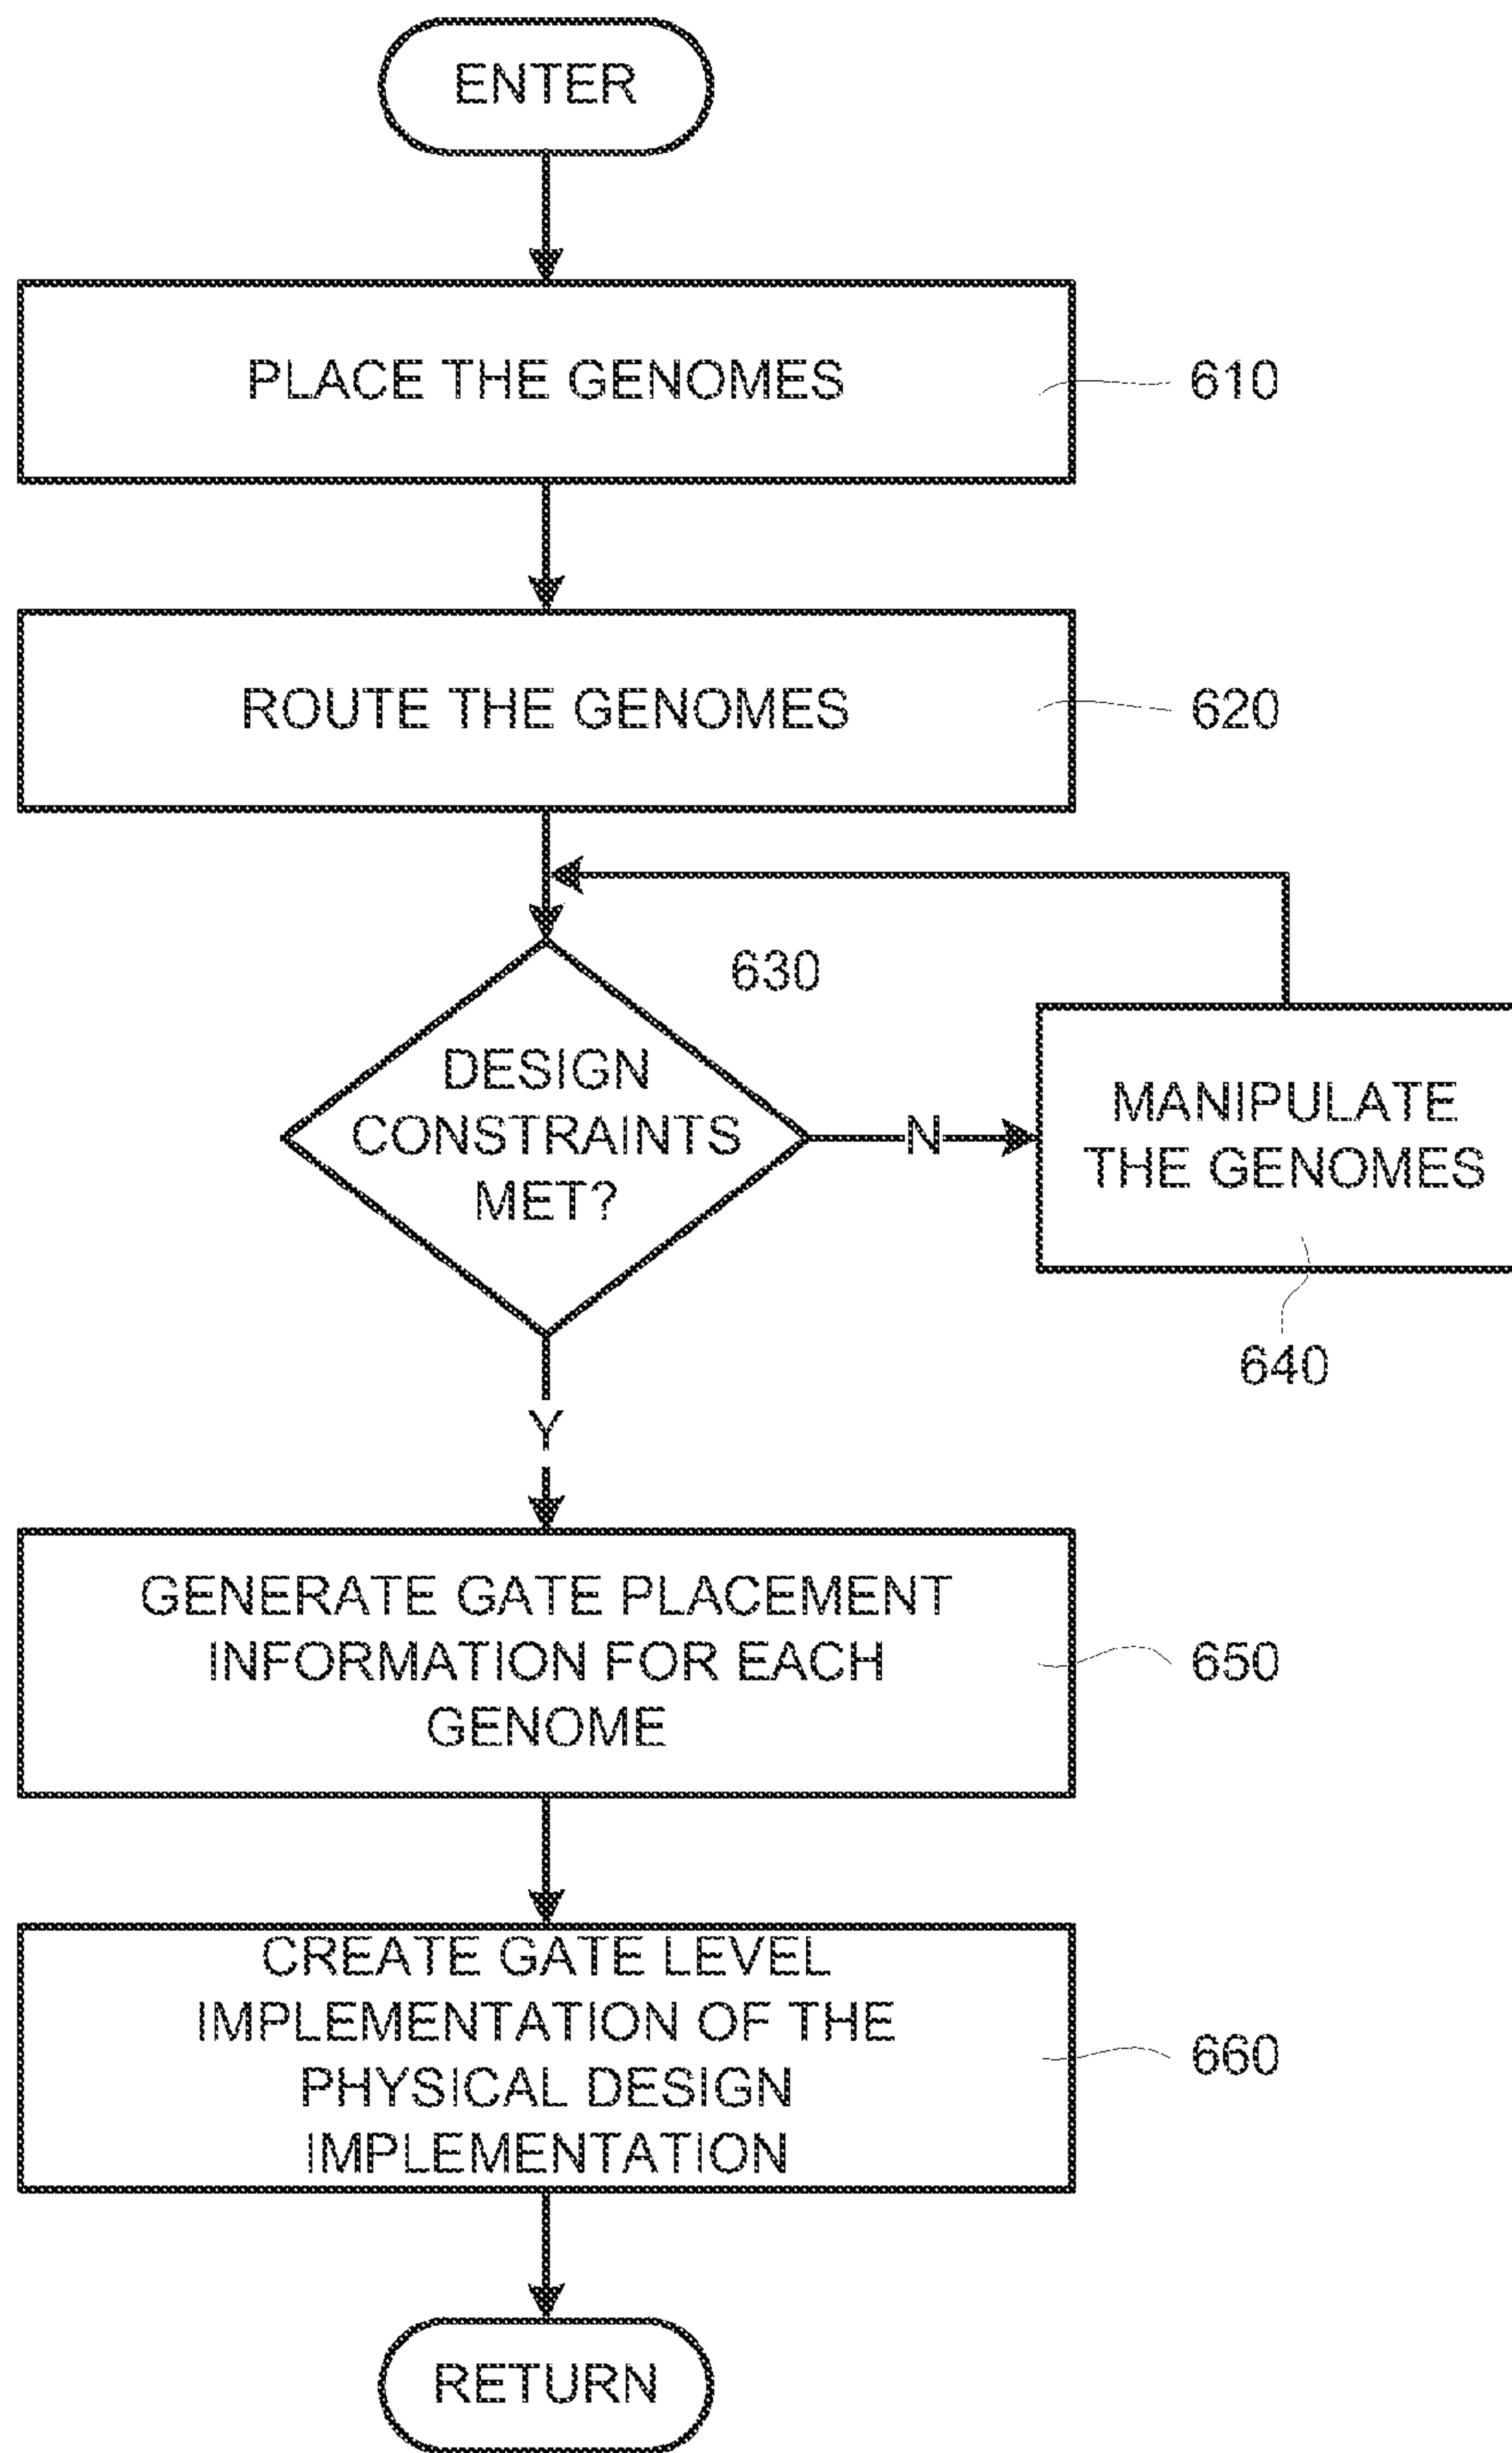 ENTER
PLACE THE GENOMES
610
ROUTE THE GENOMES
620
630
DESIGN
CONSTRAINTS
MET?
N
MANIPULATE
THE GENOMES
640
Y
GENERATE GATE PLACEMENT
INFORMATION FOR EACH
GENOME
650
CREATE GATE LEVEL
IMPLEMENTATION OF THE
PHYSICAL DESIGN
IMPLEMENTATION
660
RETURN